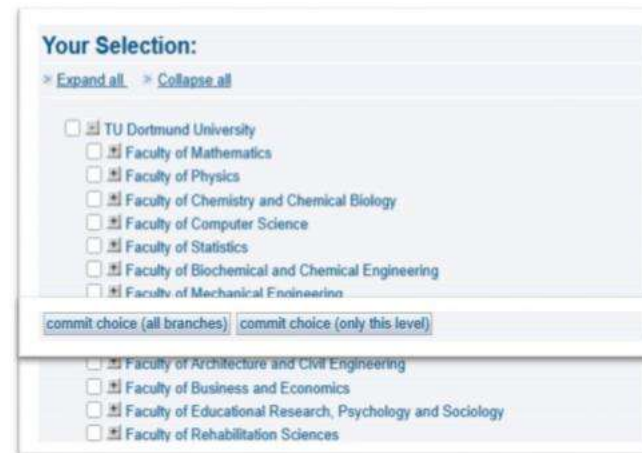 Your Selection:
» Expand all » Collapse all
TU Dortmund University
Faculty of Mathematics
Faculty of Physics
Faculty of Chemistry and Chemical Biology
Faculty of Computer Science
Faculty of Statistics
Faculty of Biochemical and Chemical Engineering
Faculty of Mechanical Engineering
commit choice (all branches) commit choice (only this level)
Faculty of Architecture and Civil Engineering
Faculty of Business and Economics
Faculty of Educational Research, Psychology and Sociology
Faculty of Rehabilitation Sciences